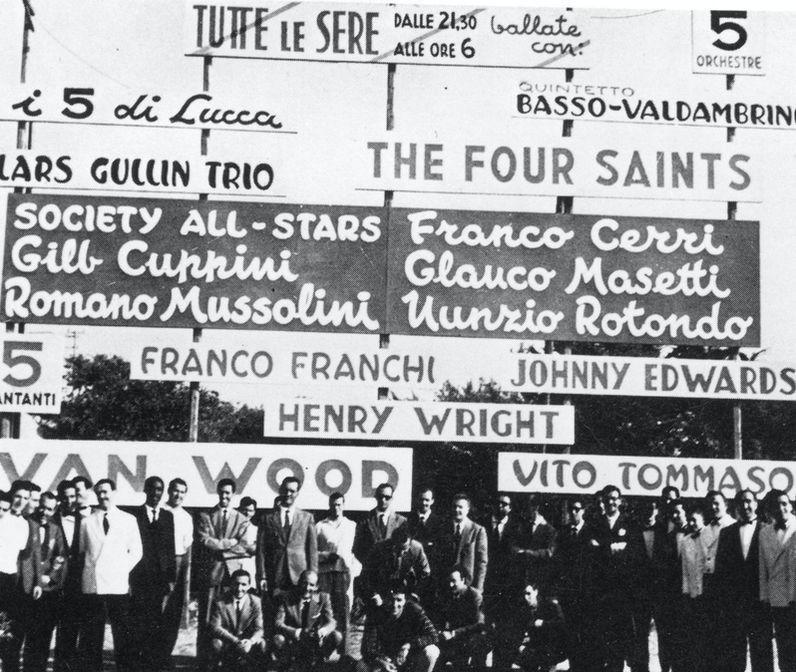 TUTTE LE SERE
DALLE 21,30
ALLE ORE 6
ballate
con:
5
ORCHESTRE
i 5 di Lucca
QUINTETTO
BASSO-VALDAMBRINI
LARS GULLIN TRIO
THE FOUR SAINTS
SOCIETY ALL-STARS
Gilb Cuppini
Romano Mussolini
Franco Cerri
Glauco Masetti
Nunzio Rotondo
5
CANTANTI
FRANCO FRANCHI
JOHNNY EDWARDS
HENRY WRIGHT
VAN WOOD
VITO TOMMASO